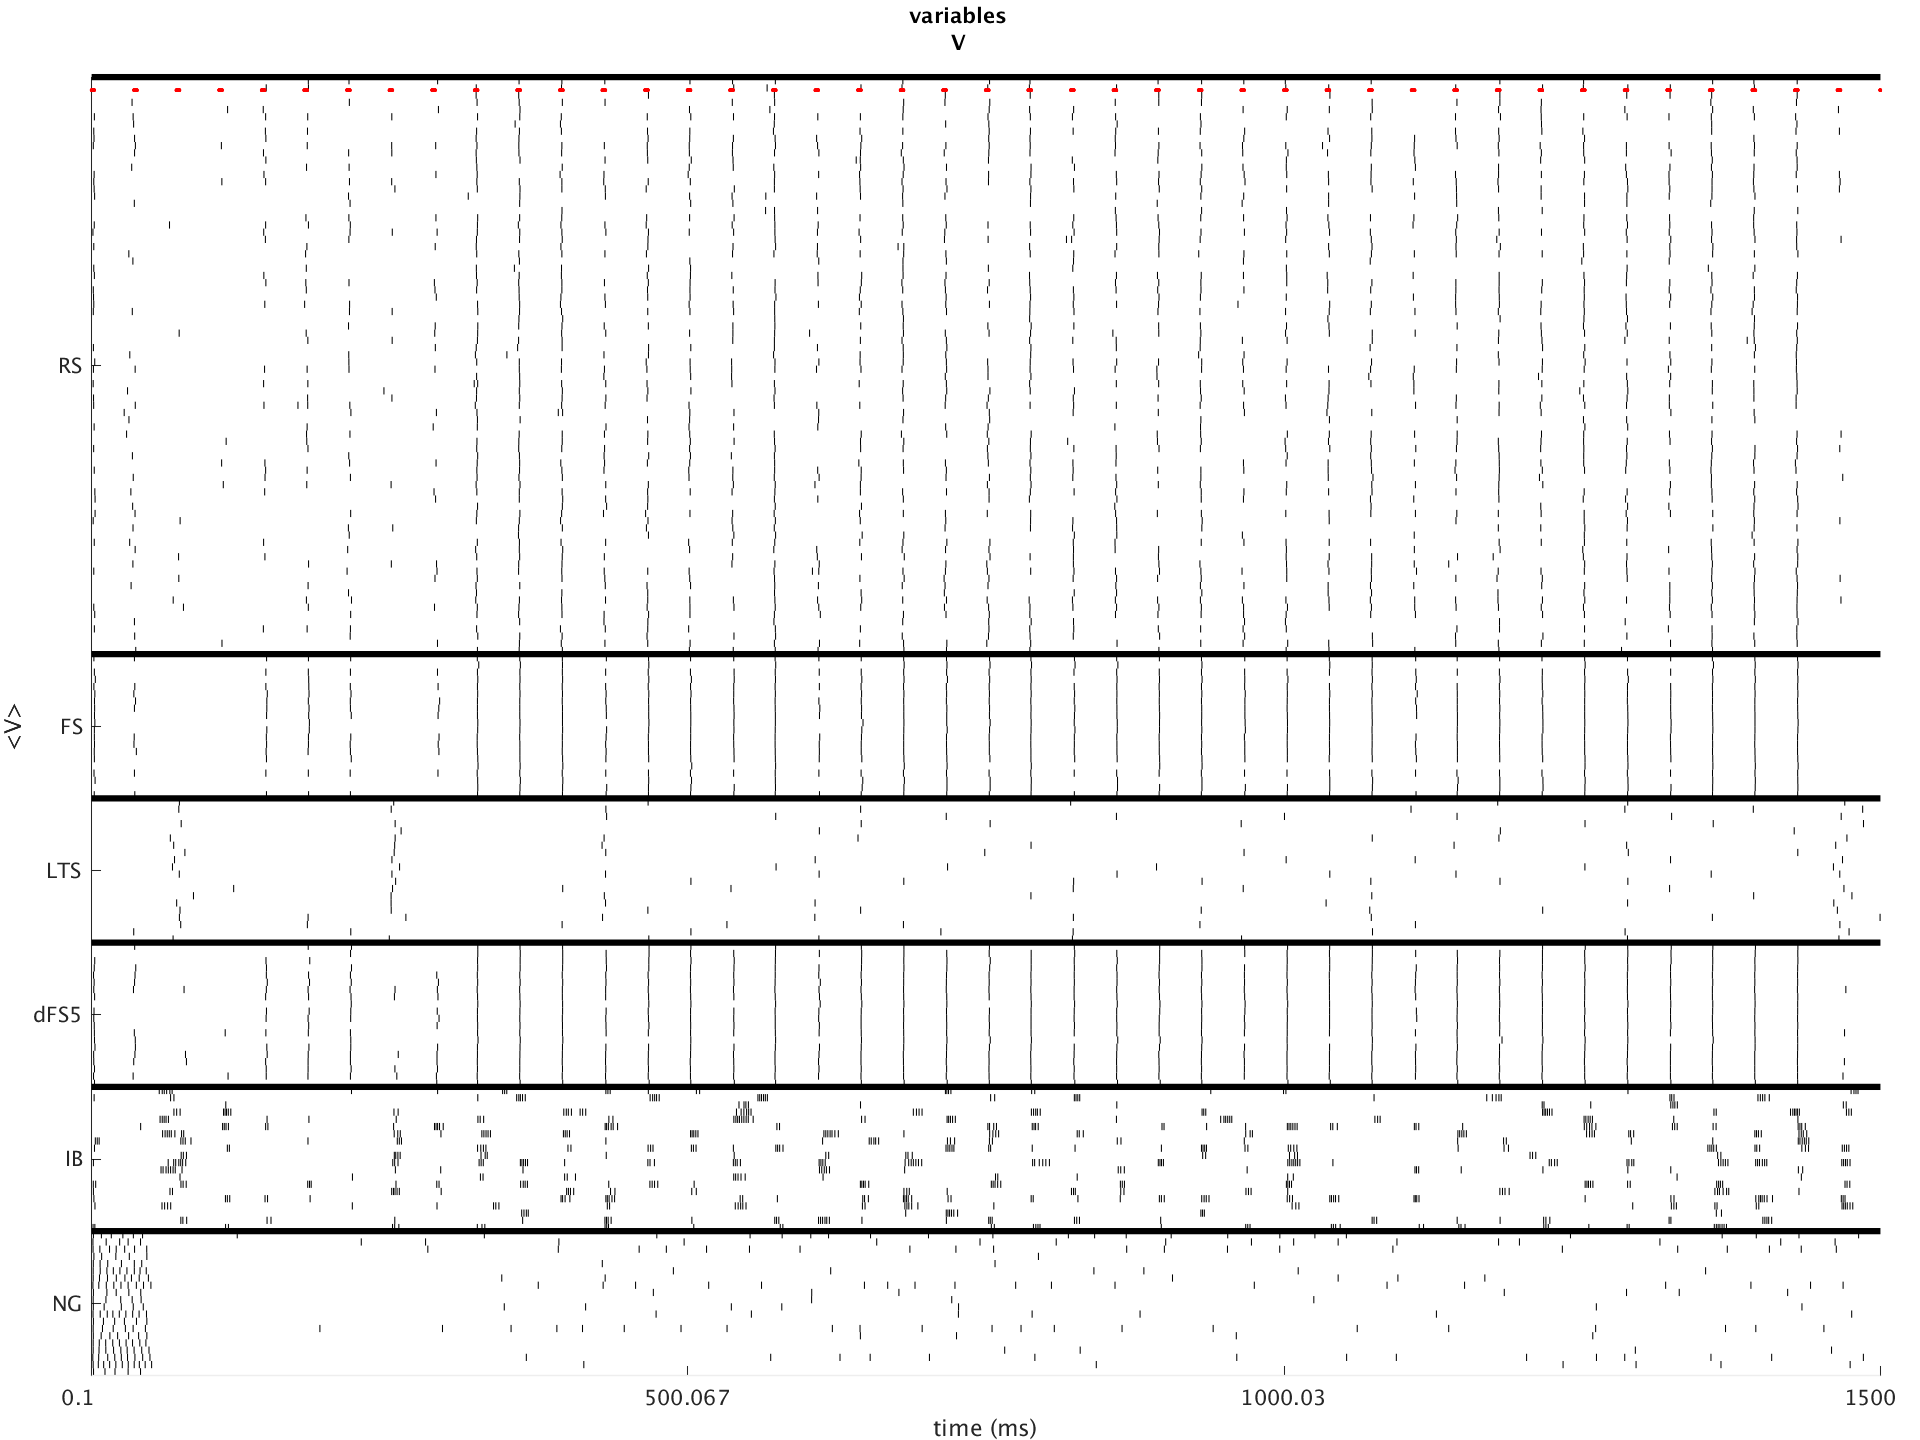 variables
V
RS
FS
<V>
LTS
dFS5
IB
NG
0.1
500.067
1000.03
1500
time (ms)